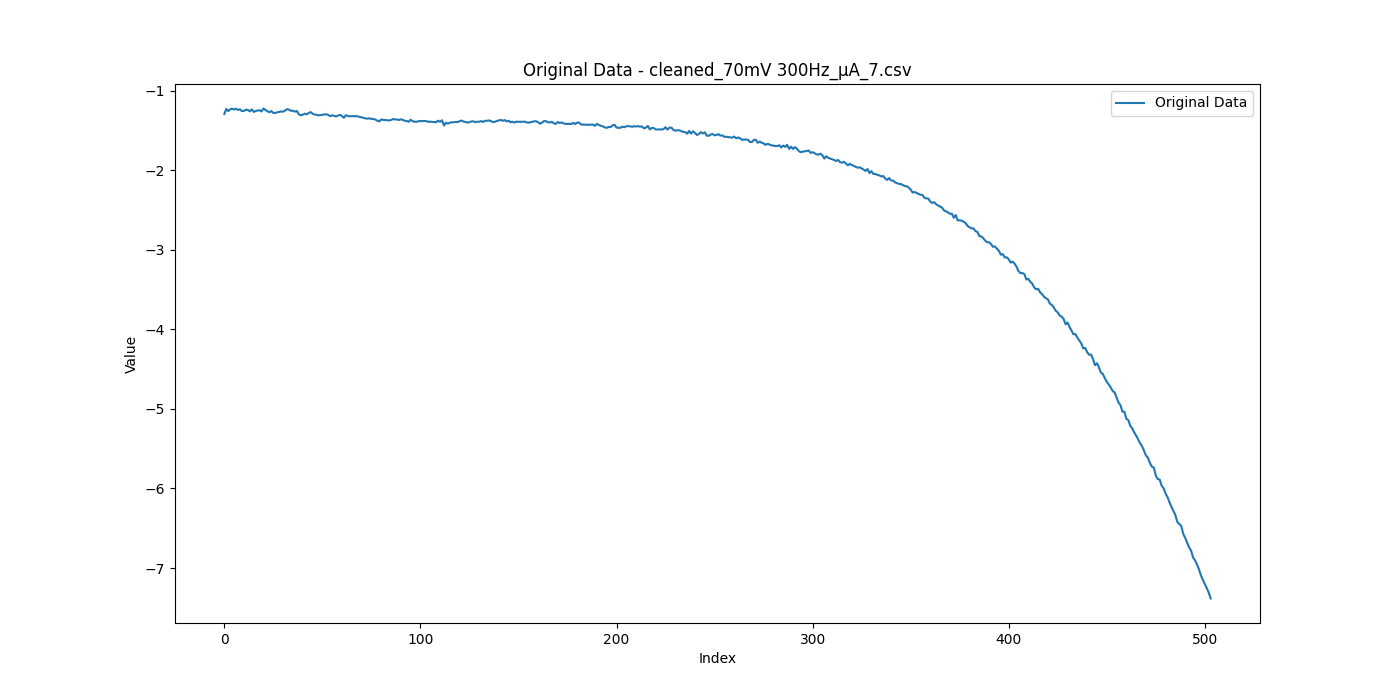 Original Data - cleaned_70mV 300Hz_µA_7.csv
Original Data
−1
−2
−3
−4
−5
−6
−7
Value
0 100 200 300 400 500
Index